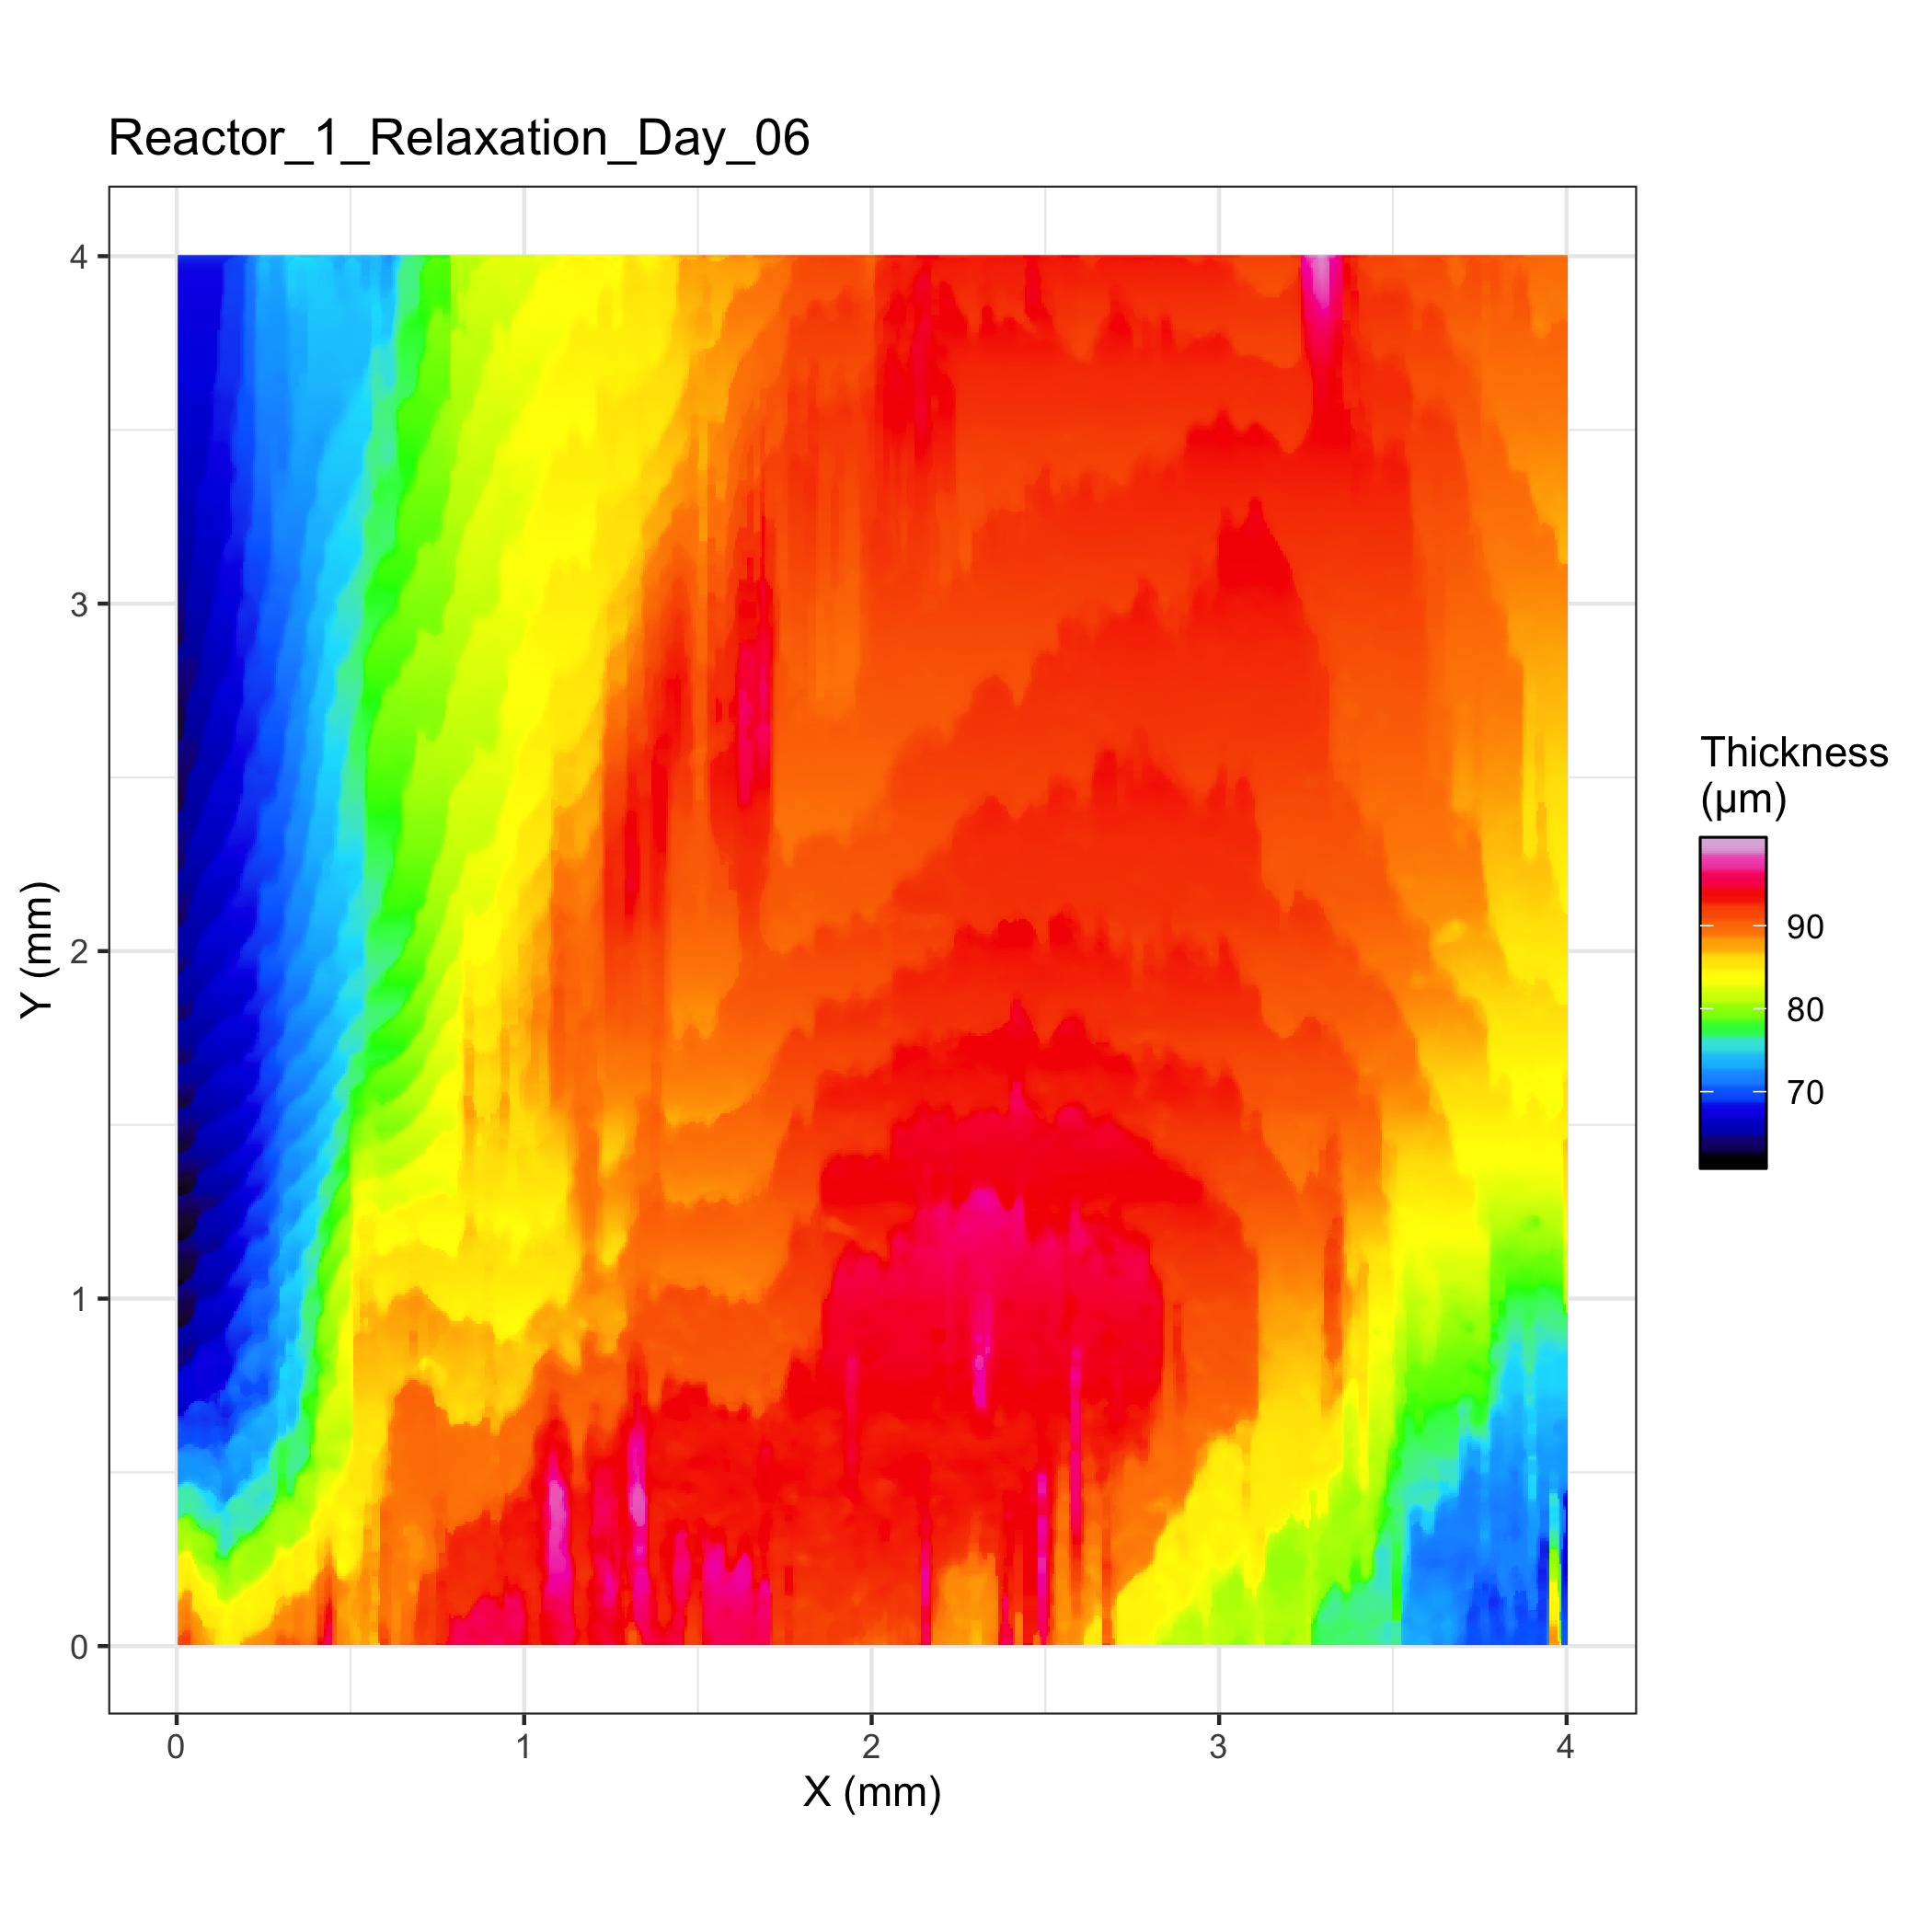 Reactor_1_Relaxation_Day_06
4
3
2
1
0
Y (mm)
0 1 2 3 4
X (mm)
Thickness
(μm)
90
80
70